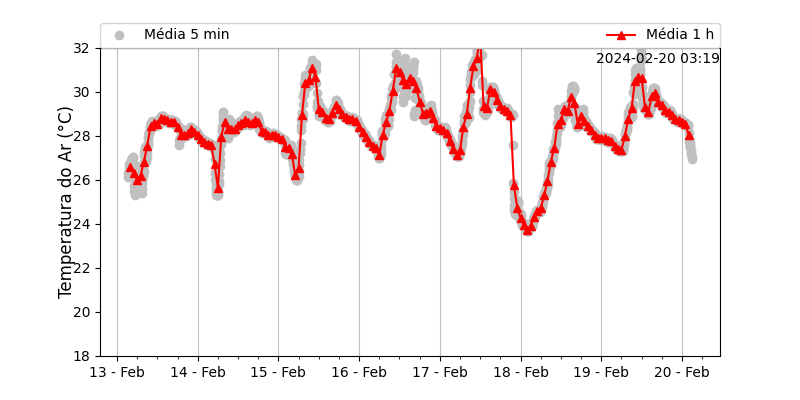 Média 5 min
Média 1 h
2024-02-20 03:19
Temperatura do Ar (°C)
32
30
28
26
24
22
20
18
13 - Feb
14 - Feb
15 - Feb
16 - Feb
17 - Feb
18 - Feb
19 - Feb
20 - Feb